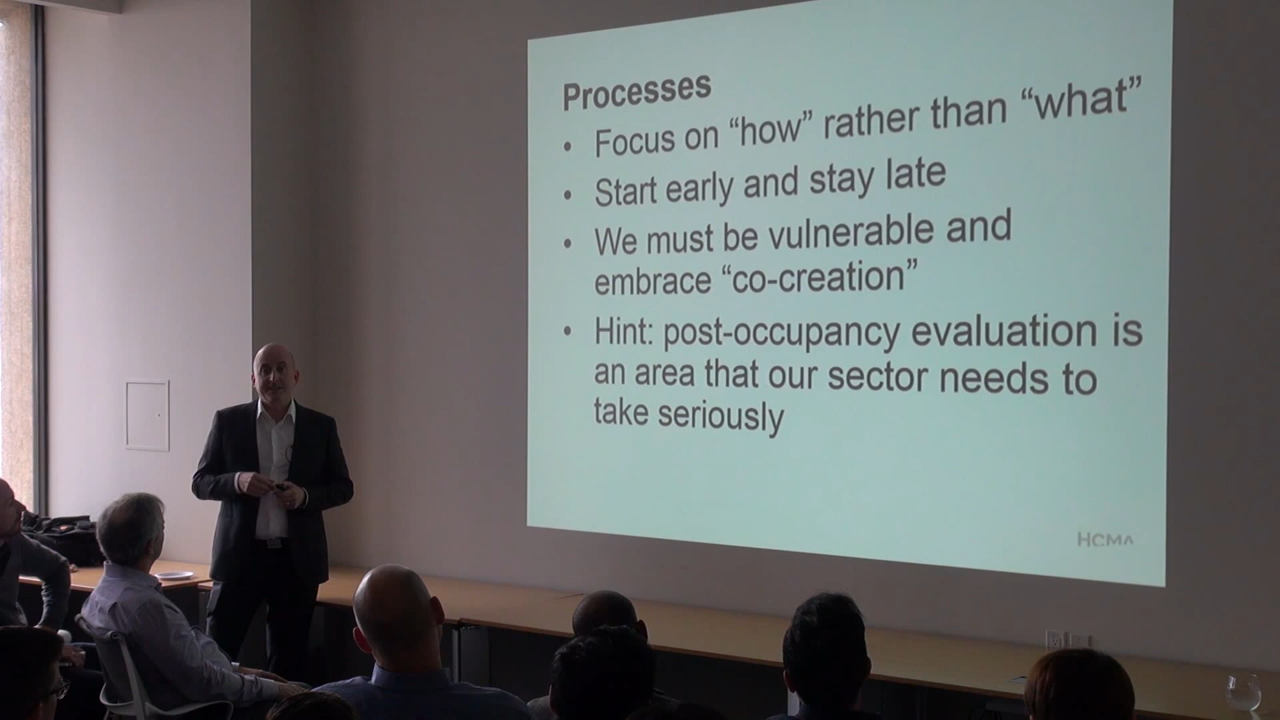 Processes
• Focus on “how” rather than “what”
• Start early and stay late
• We must be vulnerable and
embrace “co-creation”
• Hint: post-occupancy evaluation is
an area that our sector needs to
take seriously
HCMA